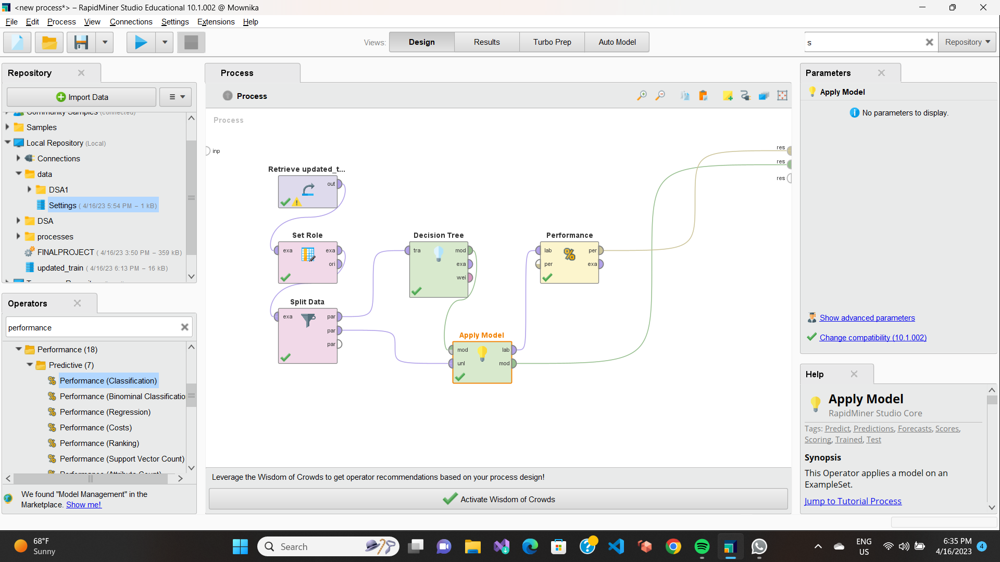 <new process*> – RapidMiner Studio Educational 10.1.002 @ Mownika
File Edit Process View Connections Settings Extensions Help
Views: Design Results Turbo Prep Auto Model
s
Repository
Repository
Import Data
Community Samples (connected)
Samples
Local Repository (Local)
Connections
data
DSA1
Settings ( 4/16/23 5:54 PM – 1 kB)
DSA
processes
FINALPROJECT ( 4/16/23 3:50 PM – 359 kB)
updated_train ( 4/16/23 6:13 PM – 16 kB)
Operators
performance
Performance (18)
Predictive (7)
Performance (Classification)
Performance (Binominal Classificatio
Performance (Regression)
Performance (Costs)
Performance (Ranking)
Performance (Support Vector Count)
Performance (Attribute Count)
We found "Model Management" in the
Marketplace. Show me!
Process
Process
Process
inp
res
res
res
Retrieve updated_t...
out
Set Role
exa exa
ori
Split Data
exa par
par
par
Decision Tree
tra mod
exa
wei
Apply Model
mod lab
unl mod
Performance
lab per
per exa
Leverage the Wisdom of Crowds to get operator recommendations based on your process design!
Activate Wisdom of Crowds
Parameters
Apply Model
No parameters to display.
Show advanced parameters
Change compatibility (10.1.002)
Help
Apply Model
RapidMiner Studio Core
Tags: Predict, Predictions, Forecasts, Scores,
Scoring, Trained, Test
Synopsis
This Operator applies a model on an
ExampleSet.
Jump to Tutorial Process
68°F
Sunny
Search
ENG
US
6:35 PM
4/16/2023
4